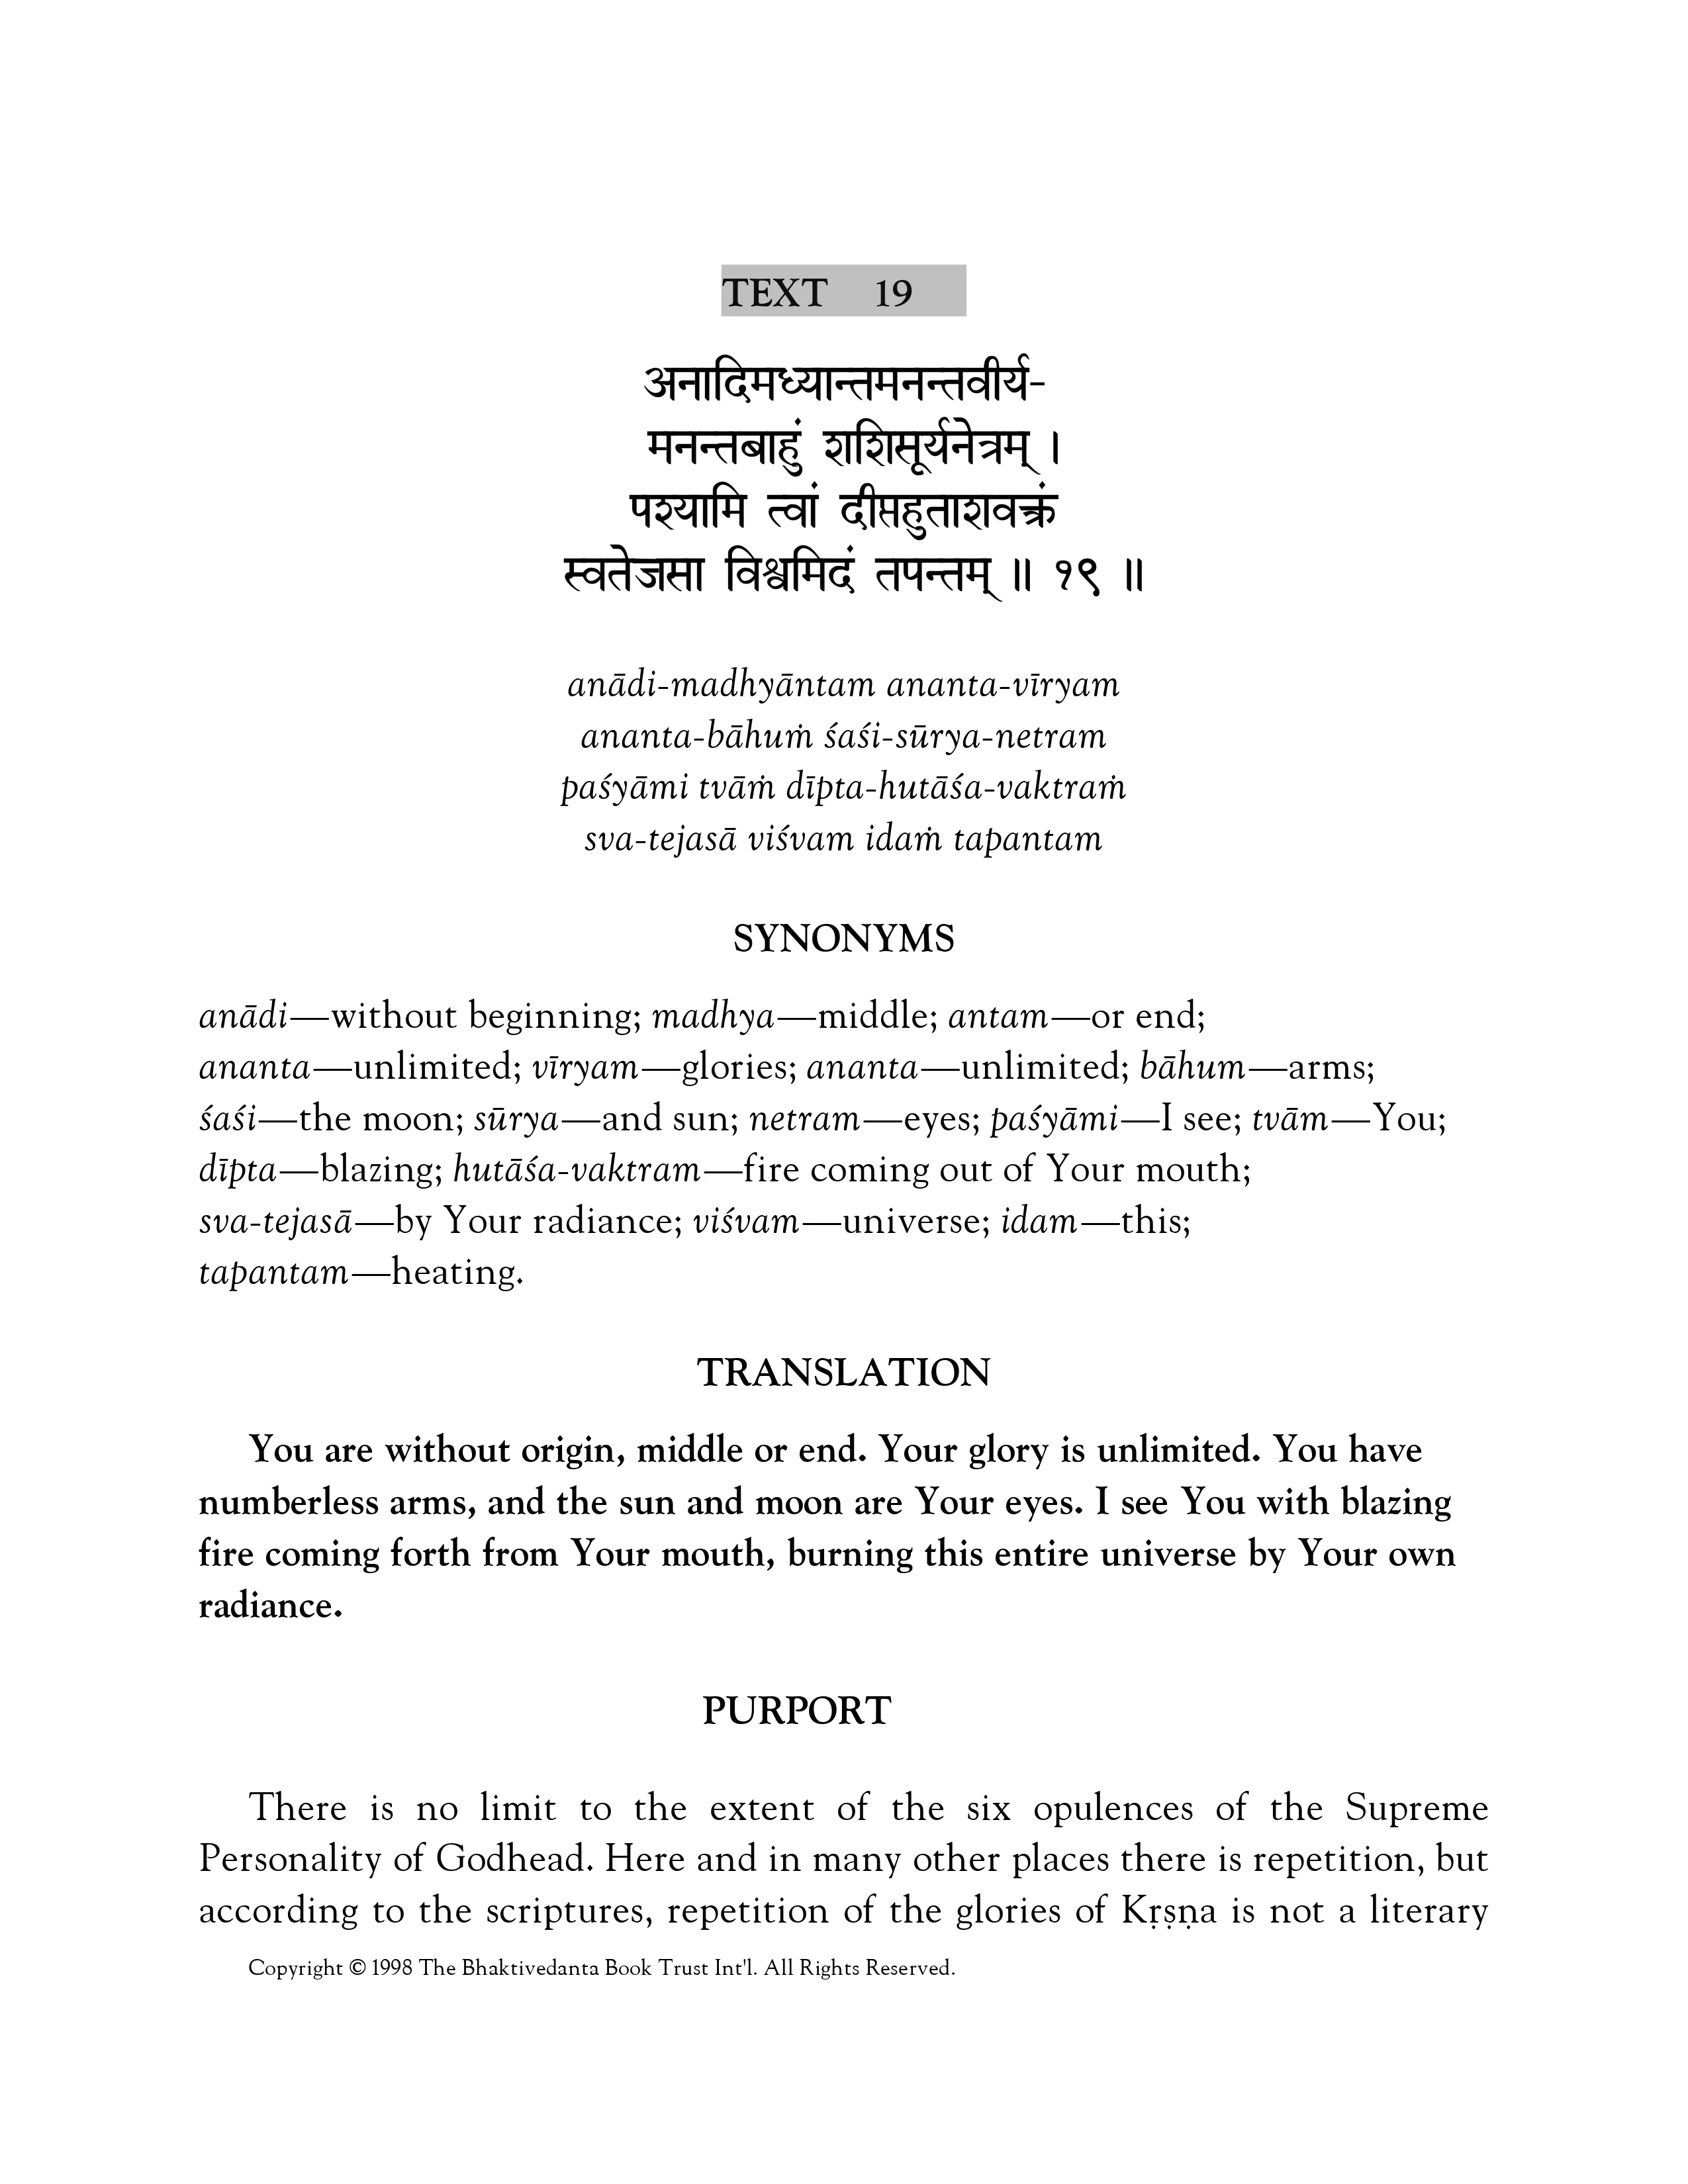 TEXT 19
अनादिमध्यान्तमनन्तवीर्य-
मनन्तबाहुं शशिसूर्यनेत्रम् ।
पश्यामि त्वां दीप्तहुताशवक्त्रं
स्वतेजसा विश्वमिदं तपन्तम् ॥ १९ ॥
anādi-madhyāntam ananta-vīryam
ananta-bāhuṁ śaśi-sūrya-netram
paśyāmi tvāṁ dīpta-hutāśa-vaktraṁ
sva-tejasā viśvam idaṁ tapantam
SYNONYMS
anādi—without beginning; madhya—middle; antam—or end;
ananta—unlimited; vīryam—glories; ananta—unlimited; bāhum—arms;
śaśi—the moon; sūrya—and sun; netram—eyes; paśyāmi—I see; tvām—You;
dīpta—blazing; hutāśa-vaktram—fire coming out of Your mouth;
sva-tejasā—by Your radiance; viśvam—universe; idam—this;
tapantam—heating.
TRANSLATION
You are without origin, middle or end. Your glory is unlimited. You have
numberless arms, and the sun and moon are Your eyes. I see You with blazing
fire coming forth from Your mouth, burning this entire universe by Your own
radiance.
PURPORT
There is no limit to the extent of the six opulences of the Supreme
Personality of Godhead. Here and in many other places there is repetition, but
according to the scriptures, repetition of the glories of Kṛṣṇa is not a literary
Copyright © 1998 The Bhaktivedanta Book Trust Int'l. All Rights Reserved.